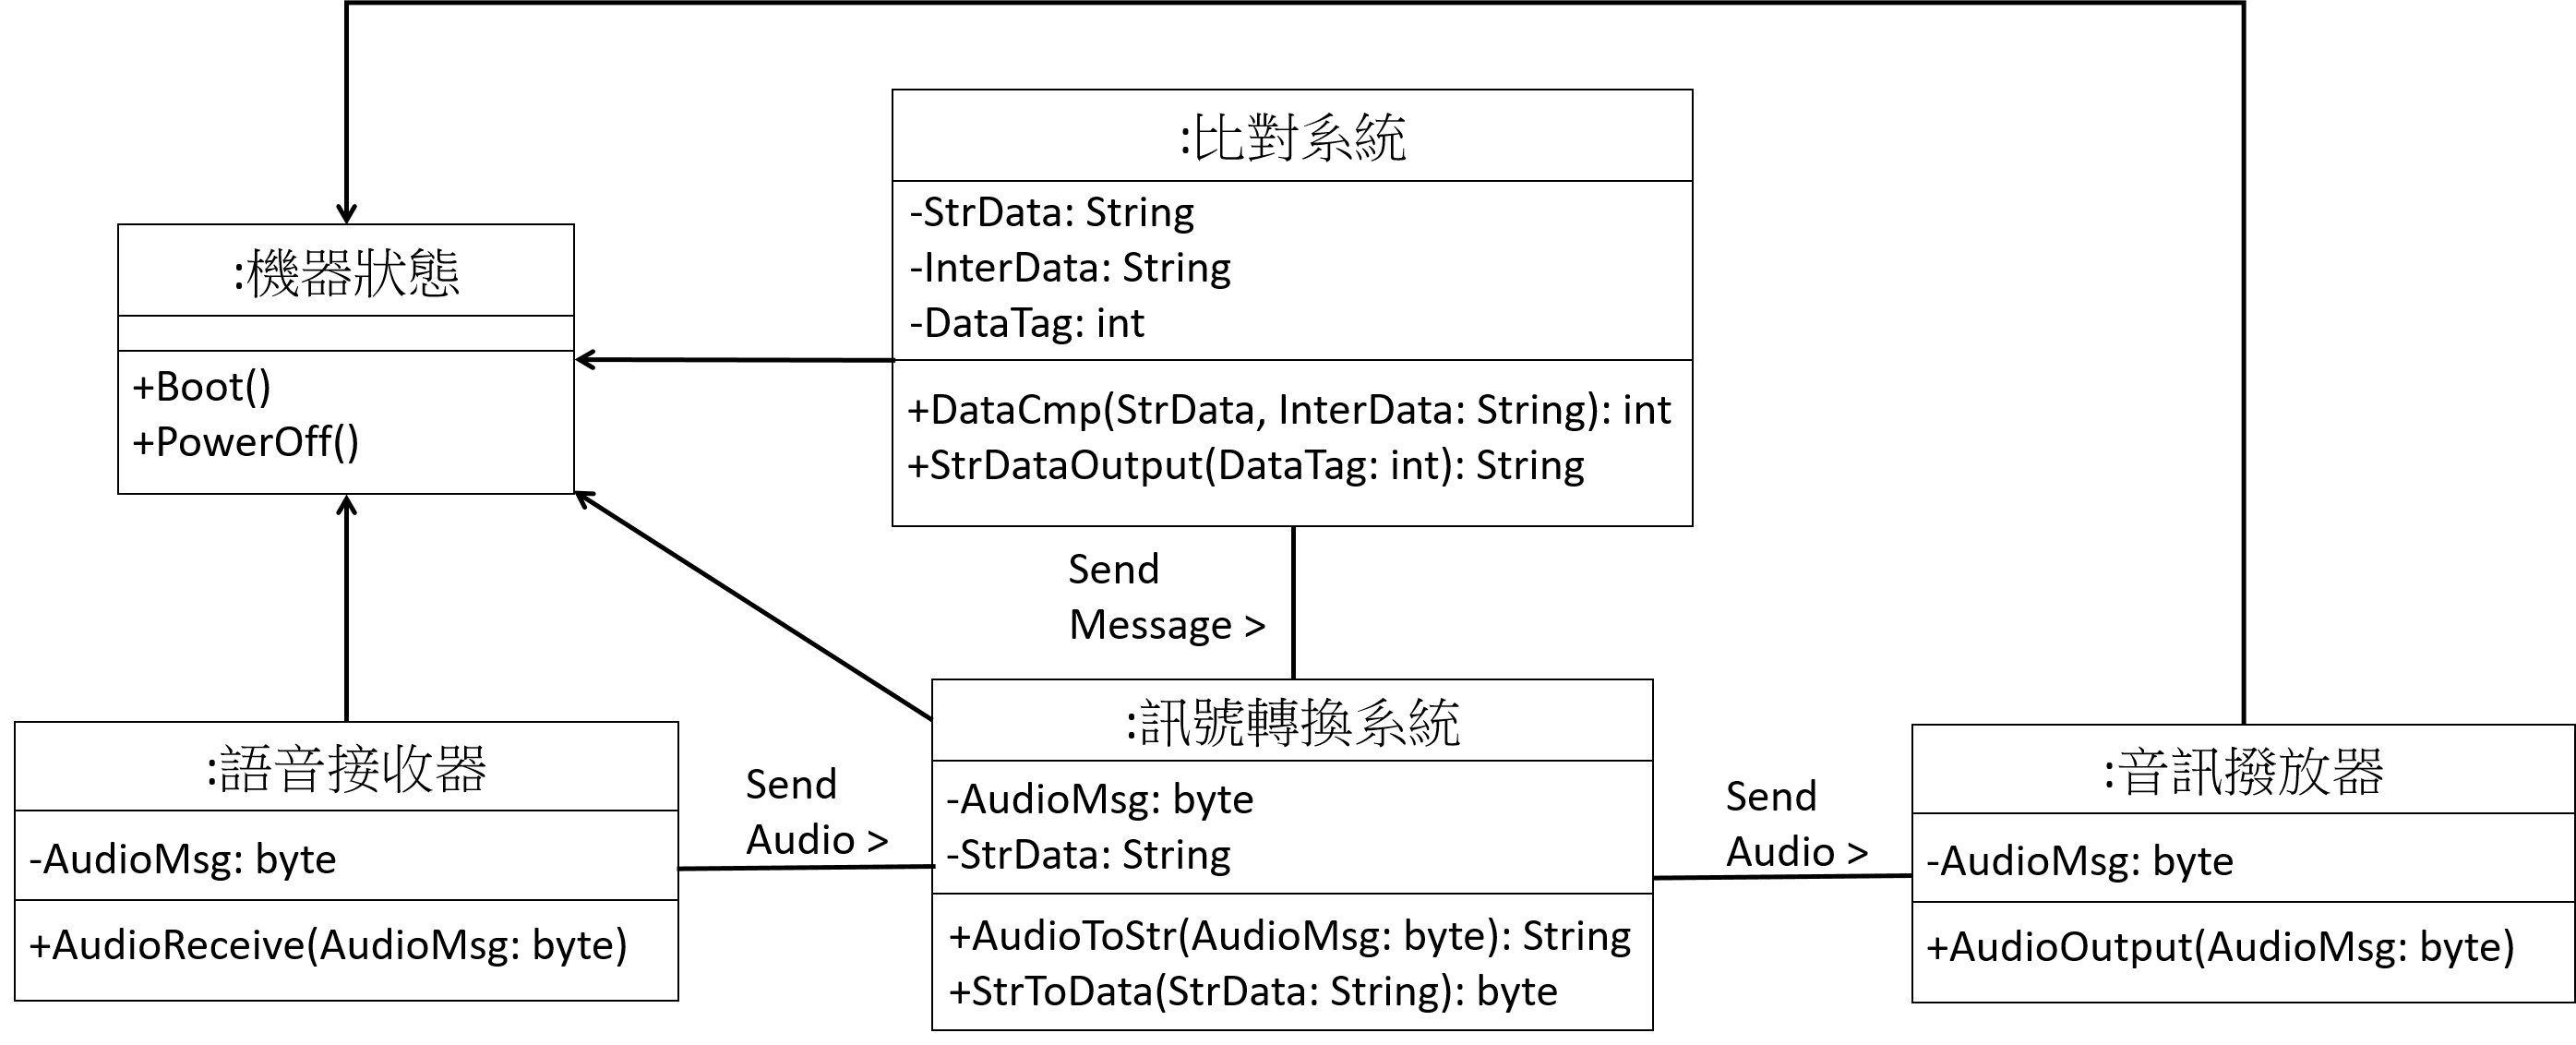 :比對系統
-StrData: String
-InterData: String
-DataTag: int
+DataCmp(StrData, InterData: String): int
+StrDataOutput(DataTag: int): String
:機器狀態
+Boot()
+PowerOff()
Send
Message >
:語音接收器
-AudioMsg: byte
+AudioReceive(AudioMsg: byte)
Send
Audio >
:訊號轉換系統
-AudioMsg: byte
-StrData: String
+AudioToStr(AudioMsg: byte): String
+StrToData(StrData: String): byte
Send
Audio >
:音訊撥放器
-AudioMsg: byte
+AudioOutput(AudioMsg: byte)